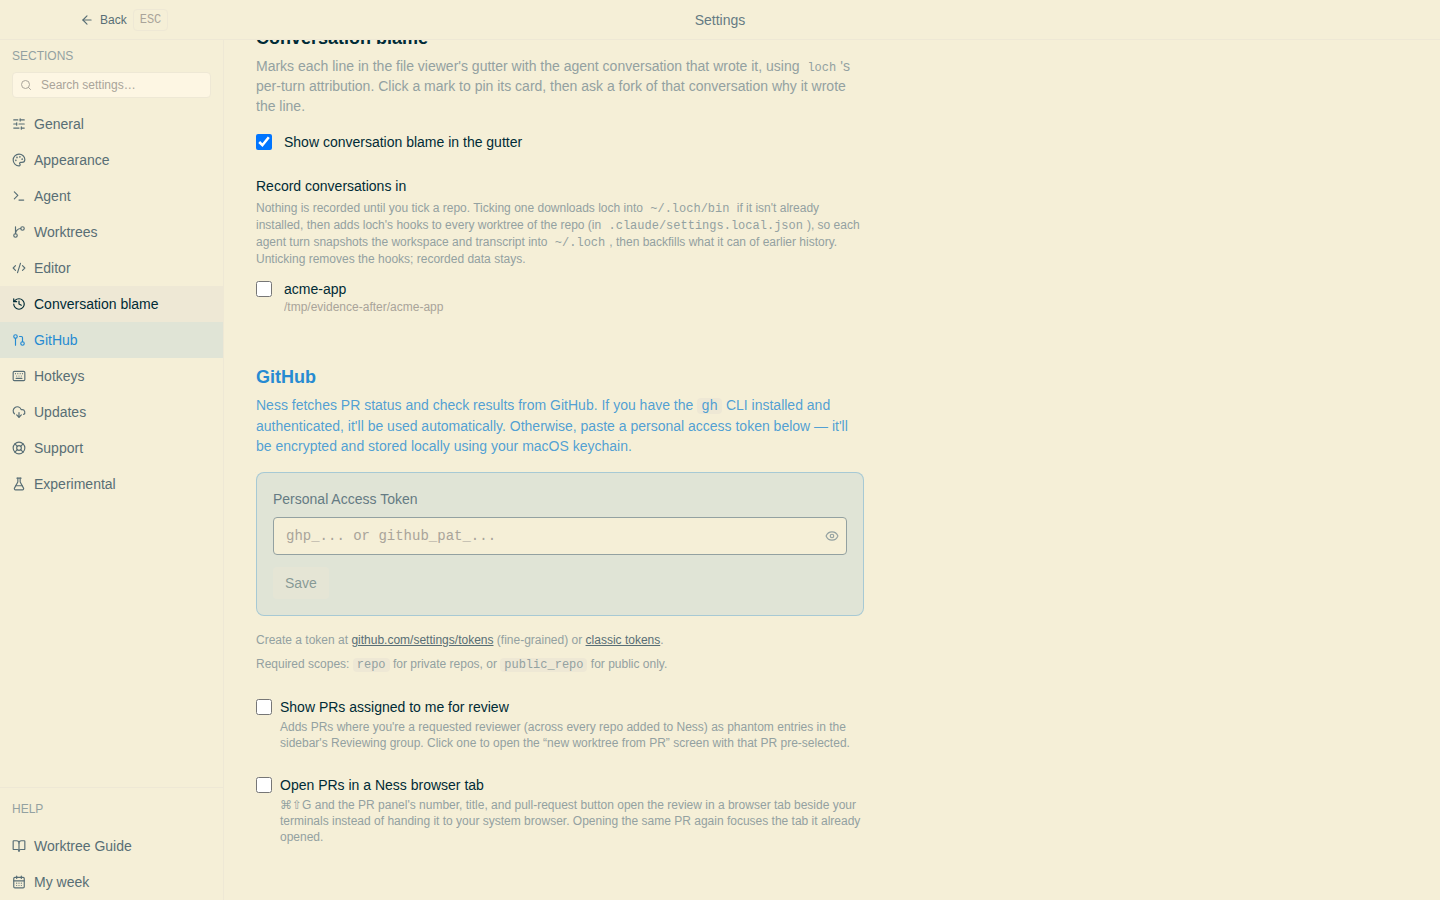 Back ESC
Settings
SECTIONS
Search settings…
General
Appearance
Agent
Worktrees
Editor
Conversation blame
GitHub
Hotkeys
Updates
Support
Experimental
HELP
Worktree Guide
My week
Conversation blame
Marks each line in the file viewer's gutter with the agent conversation that wrote it, using loch 's
per-turn attribution. Click a mark to pin its card, then ask a fork of that conversation why it wrote
the line.
Show conversation blame in the gutter
Record conversations in
Nothing is recorded until you tick a repo. Ticking one downloads loch into ~/.loch/bin if it isn't already
installed, then adds loch's hooks to every worktree of the repo (in .claude/settings.local.json ), so each
agent turn snapshots the workspace and transcript into ~/.loch , then backfills what it can of earlier history.
Unticking removes the hooks; recorded data stays.
acme-app
/tmp/evidence-after/acme-app
GitHub
Ness fetches PR status and check results from GitHub. If you have the gh CLI installed and
authenticated, it'll be used automatically. Otherwise, paste a personal access token below — it'll
be encrypted and stored locally using your macOS keychain.
Personal Access Token
ghp_... or github_pat_...
Save
Create a token at github.com/settings/tokens (fine-grained) or classic tokens.
Required scopes: repo for private repos, or public_repo for public only.
Show PRs assigned to me for review
Adds PRs where you're a requested reviewer (across every repo added to Ness) as phantom entries in the
sidebar's Reviewing group. Click one to open the “new worktree from PR” screen with that PR pre-selected.
Open PRs in a Ness browser tab
⌘⇧G and the PR panel's number, title, and pull-request button open the review in a browser tab beside your
terminals instead of handing it to your system browser. Opening the same PR again focuses the tab it already
opened.